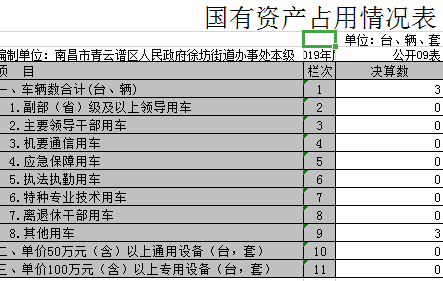 国有资产占用情况表
单位：台、辆、套
编制单位：南昌市青云谱区人民政府徐坊街道办事处本级 2019年度 公开09表
项 目 栏次 决算数
一、车辆数合计(台、辆) 1 3
1.副部（省）级及以上领导用车 2 0
2.主要领导干部用车 3 0
3.机要通信用车 4 0
4.应急保障用车 5 0
5.执法执勤用车 6 0
6.特种专业技术用车 7 0
7.离退休干部用车 8 0
8.其他用车 9 3
二、单价50万元（含）以上通用设备（台，套） 10 0
三、单价100万元（含）以上专用设备（台，套） 11 0